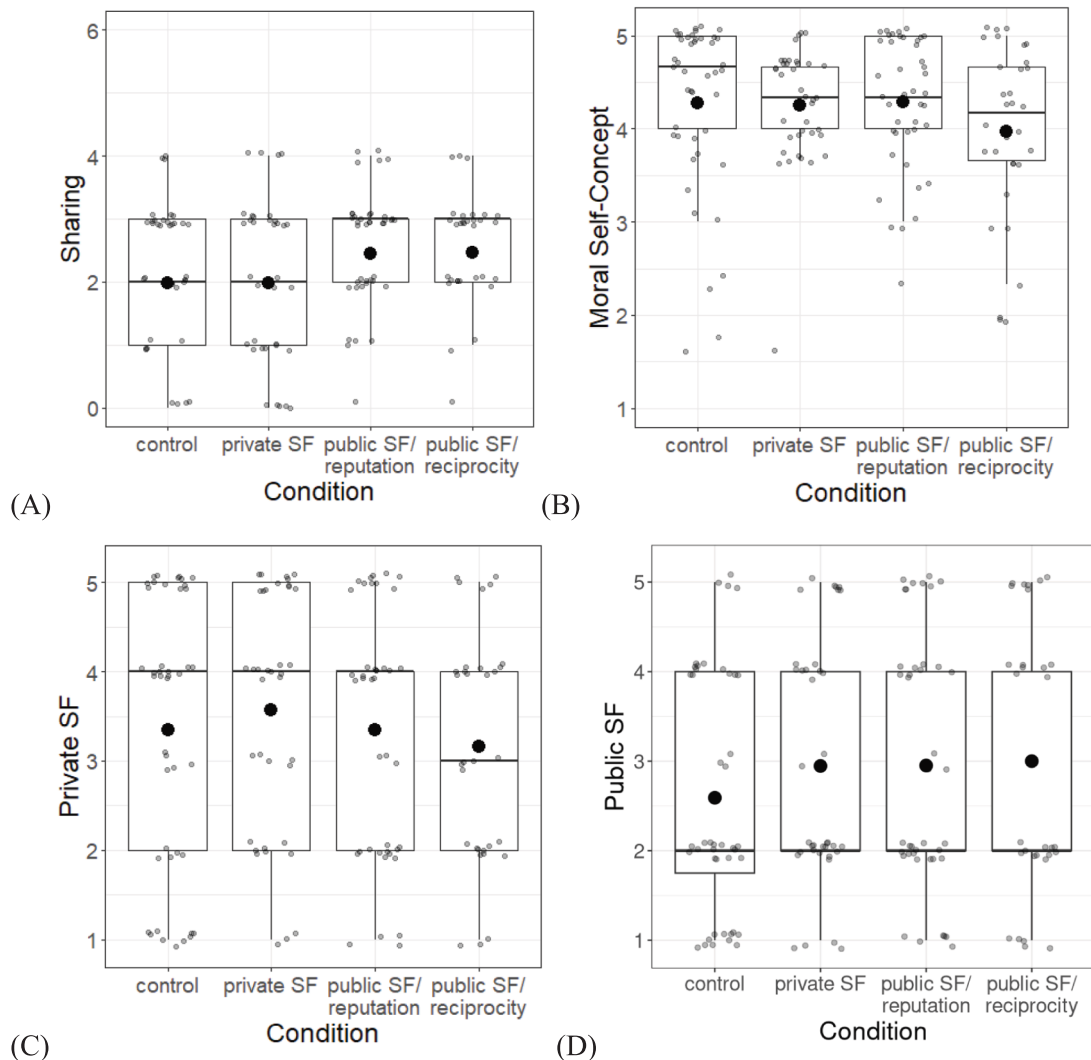 6
4
2
0
Sharing
control
private SF
public SF/
reputation
public SF/
reciprocity
Condition
(A)
5
4
3
2
1
Moral Self-Concept
control
private SF
public SF/
reputation
public SF/
reciprocity
Condition
(B)
5
4
3
2
1
Private SF
control
private SF
public SF/
reputation
public SF/
reciprocity
Condition
(C)
5
4
3
2
1
Public SF
control
private SF
public SF/
reputation
public SF/
reciprocity
Condition
(D)